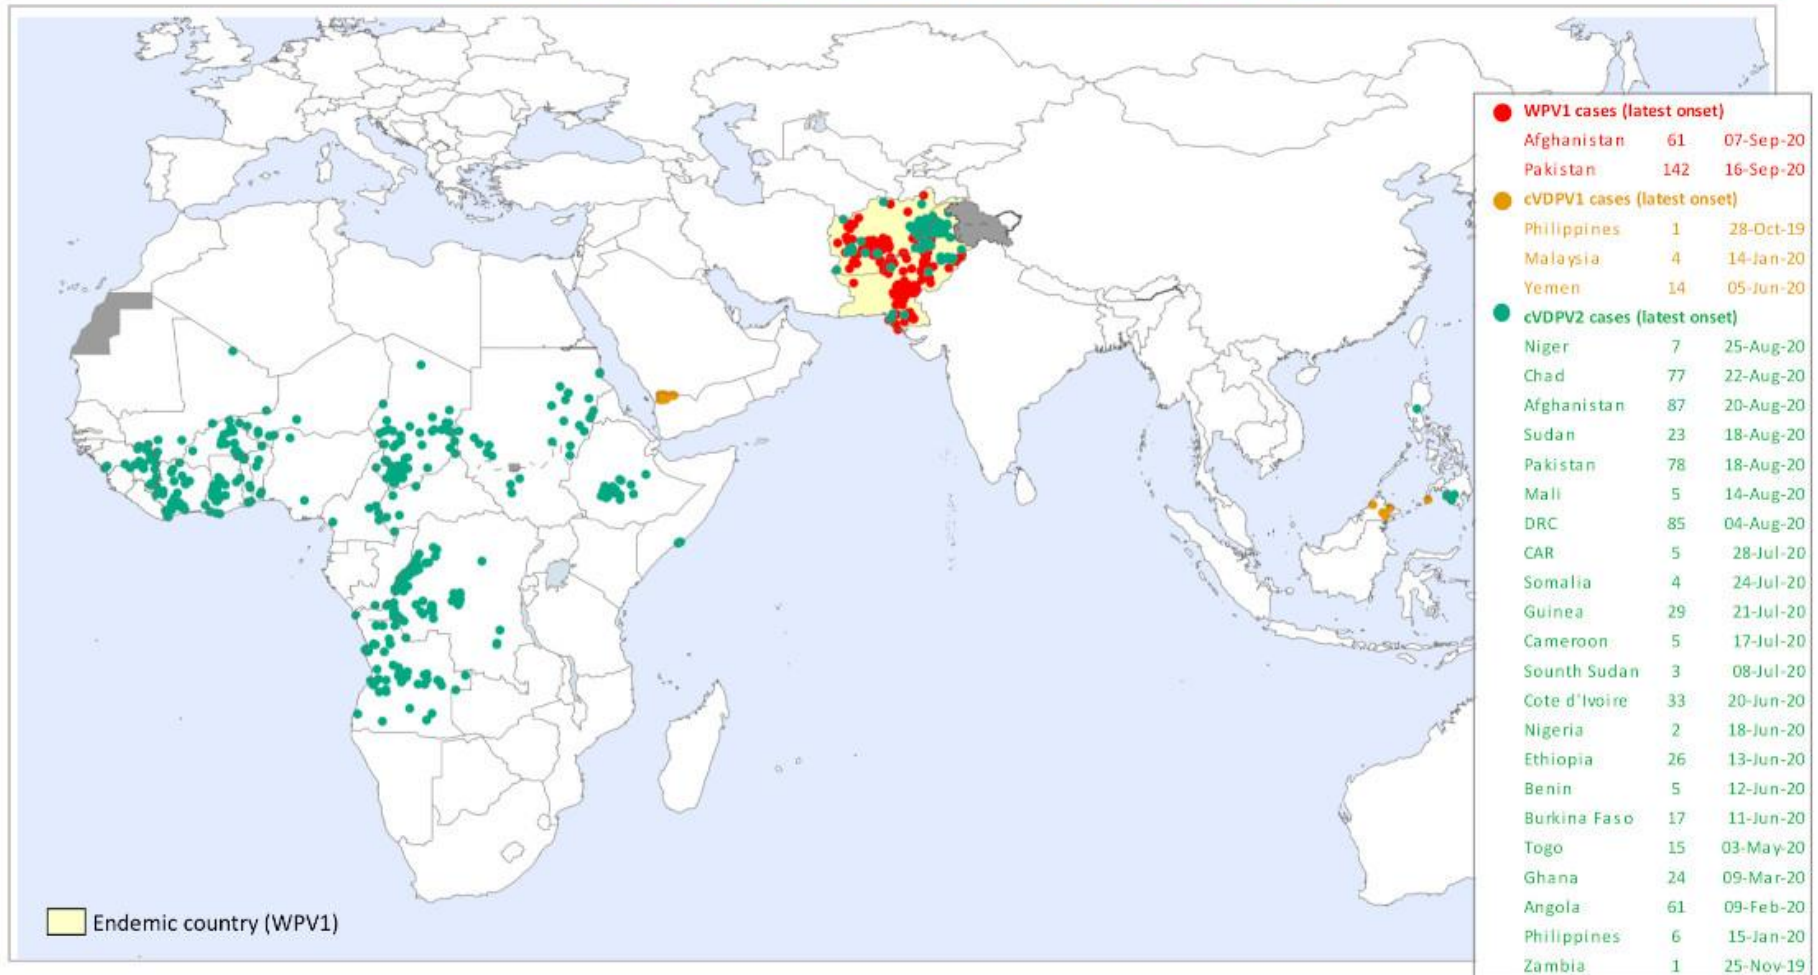 WPV1 cases (latest onset)
Afghanistan 61 07-Sep-20
Pakistan 142 16-Sep-20
cVDPV1 cases (latest onset)
Philippines 1 28-Oct-19
Malaysia 4 14-Jan-20
Yemen 14 05-Jun-20
cVDPV2 cases (latest onset)
Niger 7 25-Aug-20
Chad 77 22-Aug-20
Afghanistan 87 20-Aug-20
Sudan 23 18-Aug-20
Pakistan 78 18-Aug-20
Mali 5 14-Aug-20
DRC 85 04-Aug-20
CAR 5 28-Jul-20
Somalia 4 24-Jul-20
Guinea 29 21-Jul-20
Cameroon 5 17-Jul-20
Sounth Sudan 3 08-Jul-20
Cote d'Ivoire 33 20-Jun-20
Nigeria 2 18-Jun-20
Ethiopia 26 13-Jun-20
Benin 5 12-Jun-20
Burkina Faso 17 11-Jun-20
Togo 15 03-May-20
Ghana 24 09-Mar-20
Angola 61 09-Feb-20
Philippines 6 15-Jan-20
Zambia 1 25-Nov-19
Endemic country (WPV1)